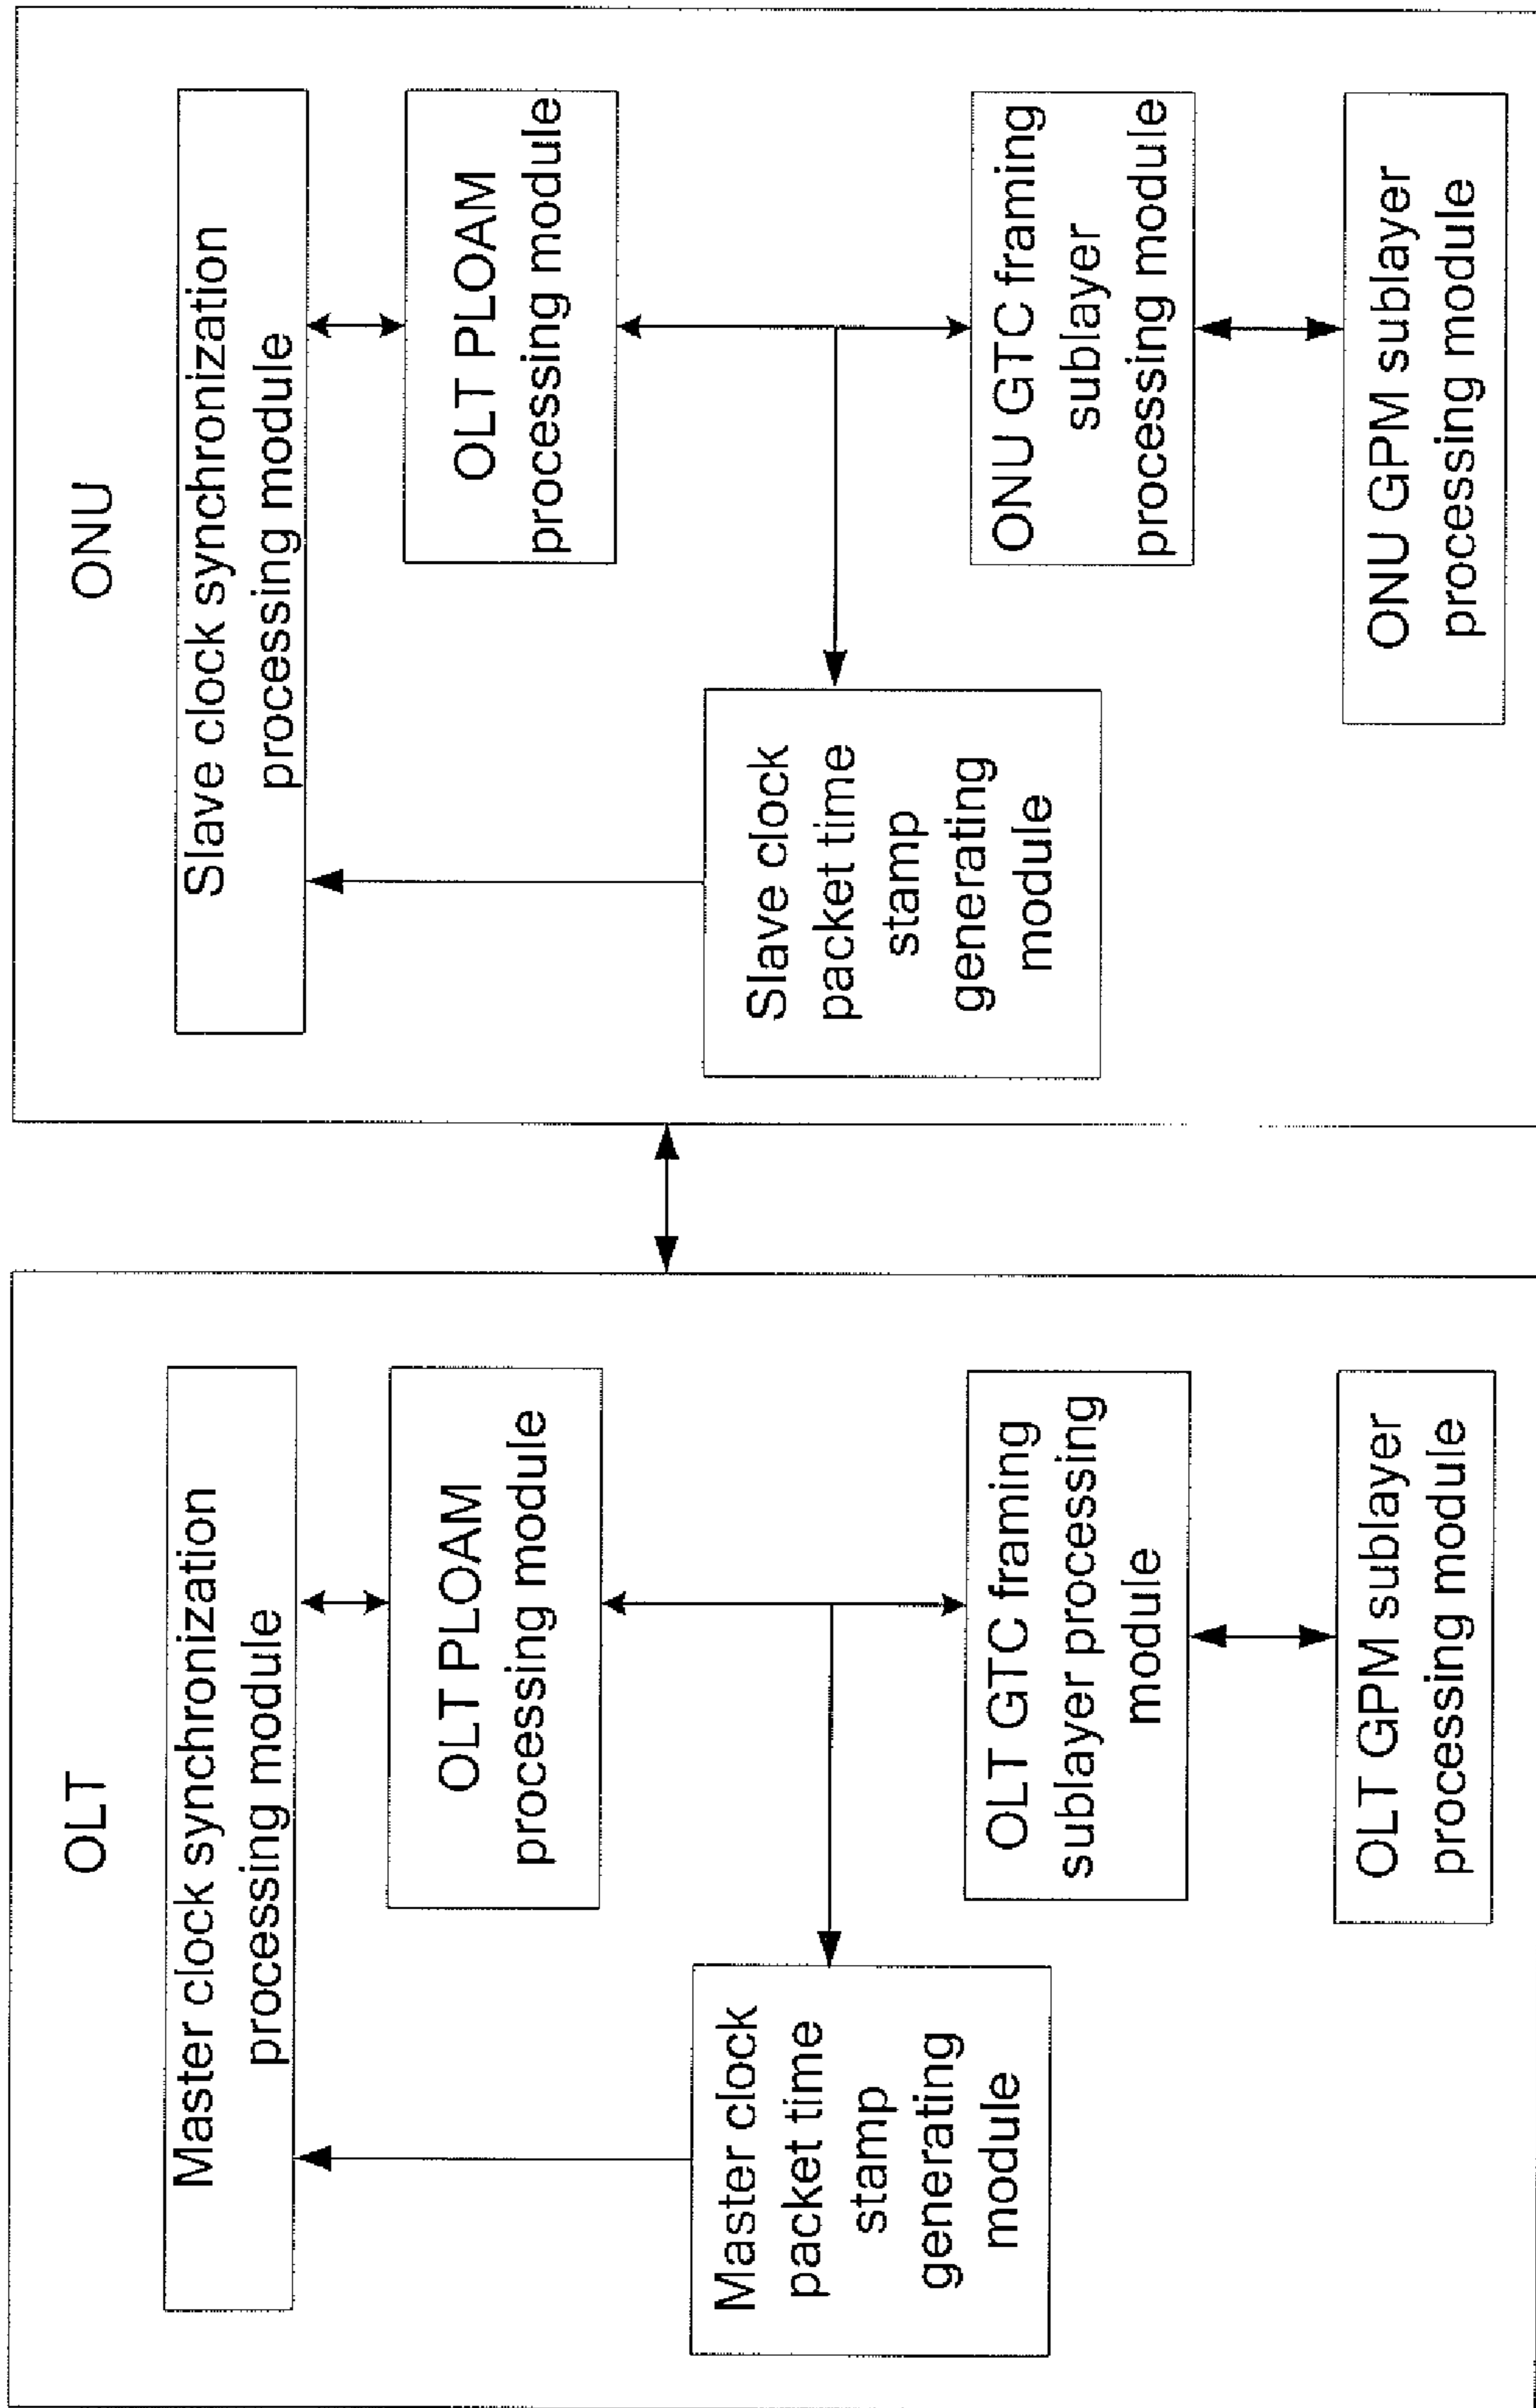 OLT
Master clock synchronization
processing module
OLT PLOAM
processing module
Master clock
packet time
stamp
generating
module
OLT GTC framing
sublayer processing
module
OLT GPM sublayer
processing module
ONU
Slave clock synchronization
processing module
OLT PLOAM
processing module
Slave clock
packet time
stamp
generating
module
ONU GTC framing
sublayer
processing module
ONU GPM sublayer
processing module